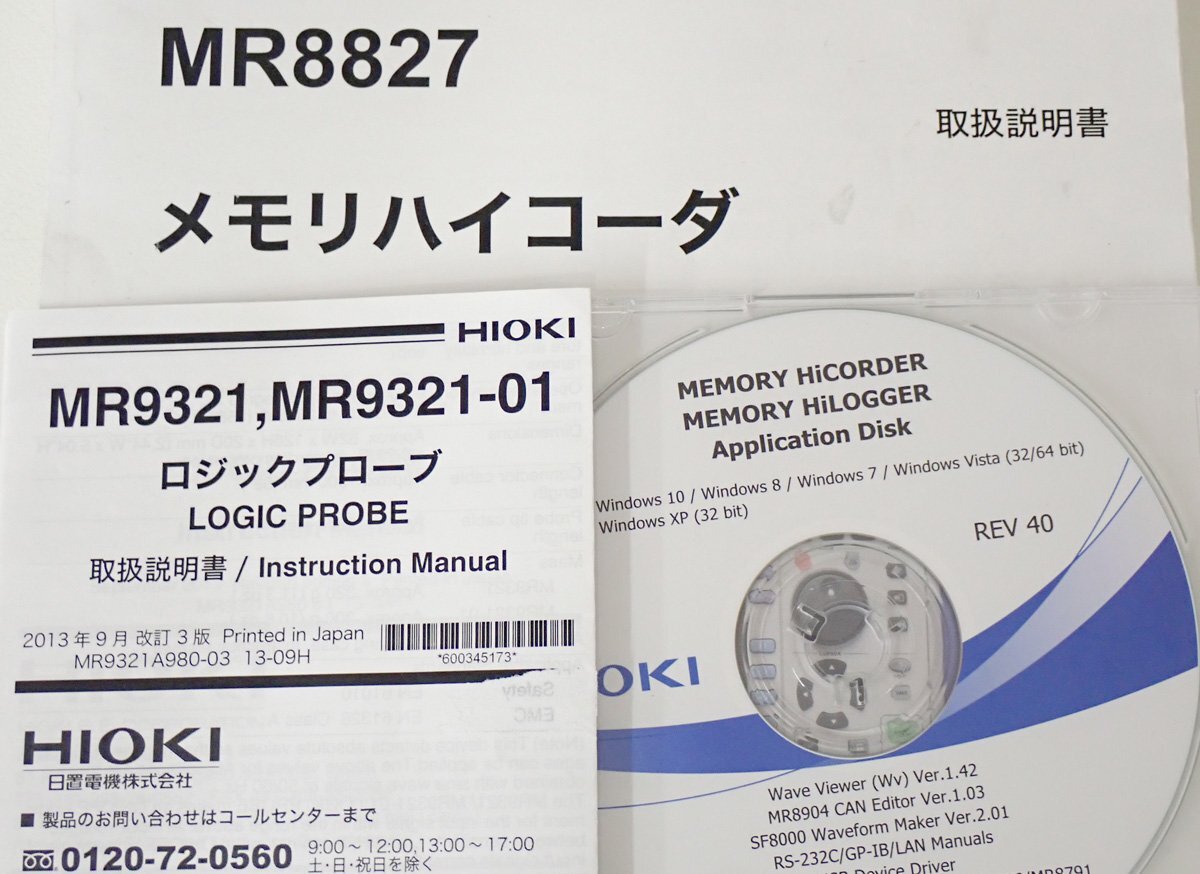 MR8827
取扱説明書
メモリハイコーダ
HIOKI
MR9321,MR9321-01
ロジックプローブ
LOGIC PROBE
取扱説明書 / Instruction Manual
2013 年 9 月 改訂 3 版 Printed in Japan
MR9321A980-03 13-09H
*600345173*
HIOKI
日置電機株式会社
■ 製品のお問い合わせはコールセンターまで
0120-72-0560
9:00～12:00,13:00～17:00
土・日・祝日を除く
MEMORY HiCORDER
MEMORY HiLOGGER
Application Disk
Windows 10 / Windows 8 / Windows 7 / Windows Vista (32/64 bit)
Windows XP (32 bit)
REV 40
OKI
Wave Viewer (Wv) Ver.1.42
MR8904 CAN Editor Ver.1.03
SF8000 Waveform Maker Ver.2.01
RS-232C/GP-IB/LAN Manuals
Device Driver
/MR8791